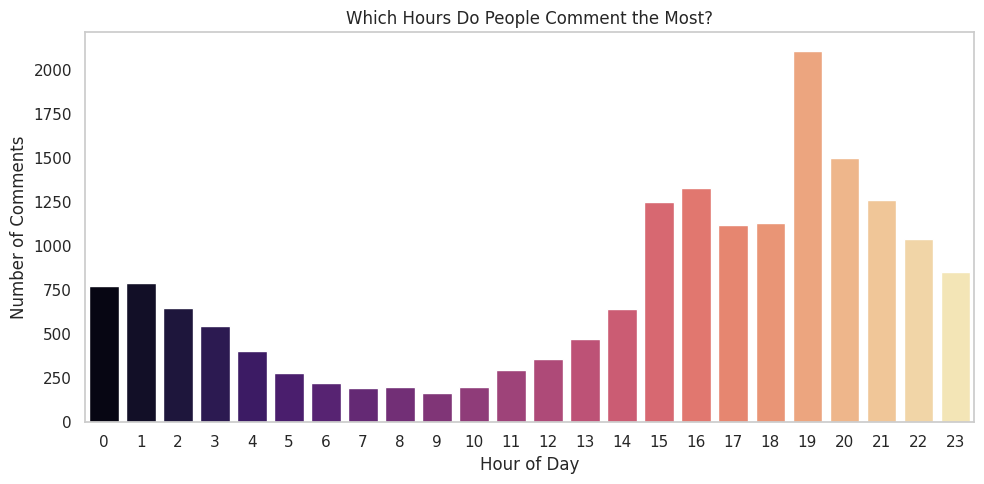 Which Hours Do People Comment the Most?
Number of Comments
2000
1750
1500
1250
1000
750
500
250
0
0 1 2 3 4 5 6 7 8 9 10 11 12 13 14 15 16 17 18 19 20 21 22 23
Hour of Day